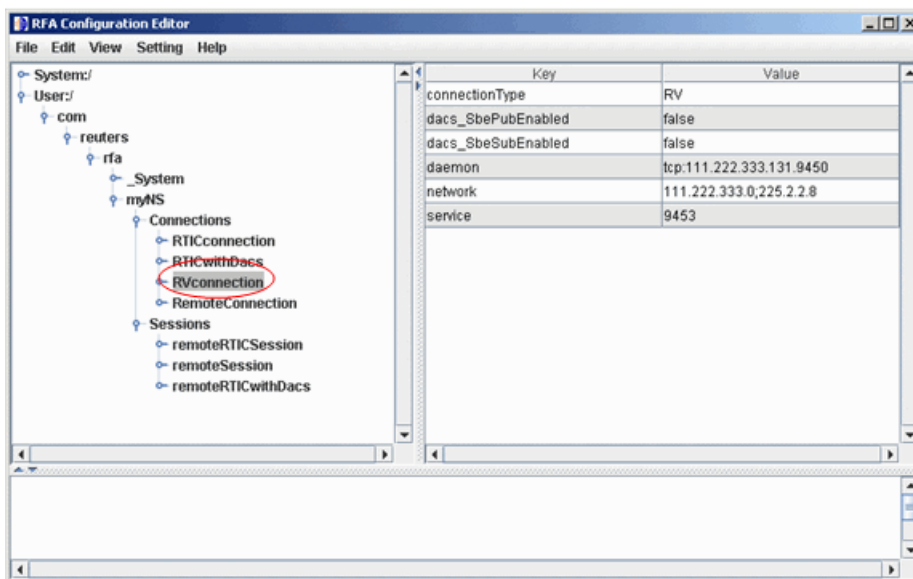 RFA Configuration Editor
File Edit View Setting Help
System:/
User:/
com
reuters
rfa
_System
myNS
Connections
RTICconnection
RTICwithDacs
RVconnection
RemoteConnection
Sessions
remoteRTICSession
remoteSession
remoteRTICwithDacs
Key Value
connectionType RV
dacs_SbePubEnabled false
dacs_SbeSubEnabled false
daemon tcp:111.222.333.131.9450
network 111.222.333.0;225.2.2.8
service 9453